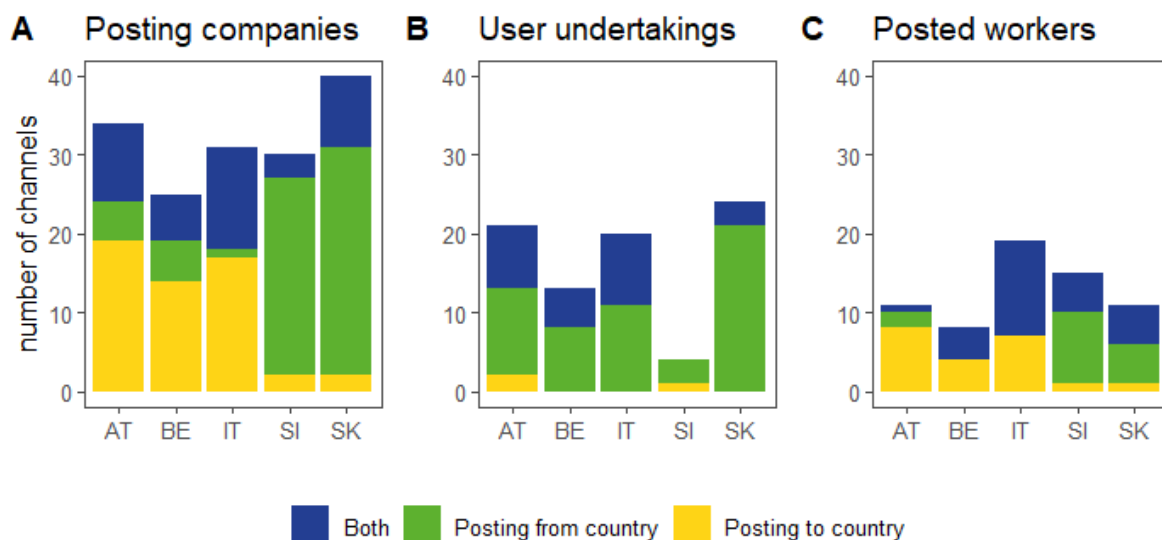 A Posting companies
B User undertakings
C Posted workers
number of channels
40
30
20
10
0
AT BE IT SI SK
40
30
20
10
0
AT BE IT SI SK
40
30
20
10
0
AT BE IT SI SK
Both Posting from country Posting to country